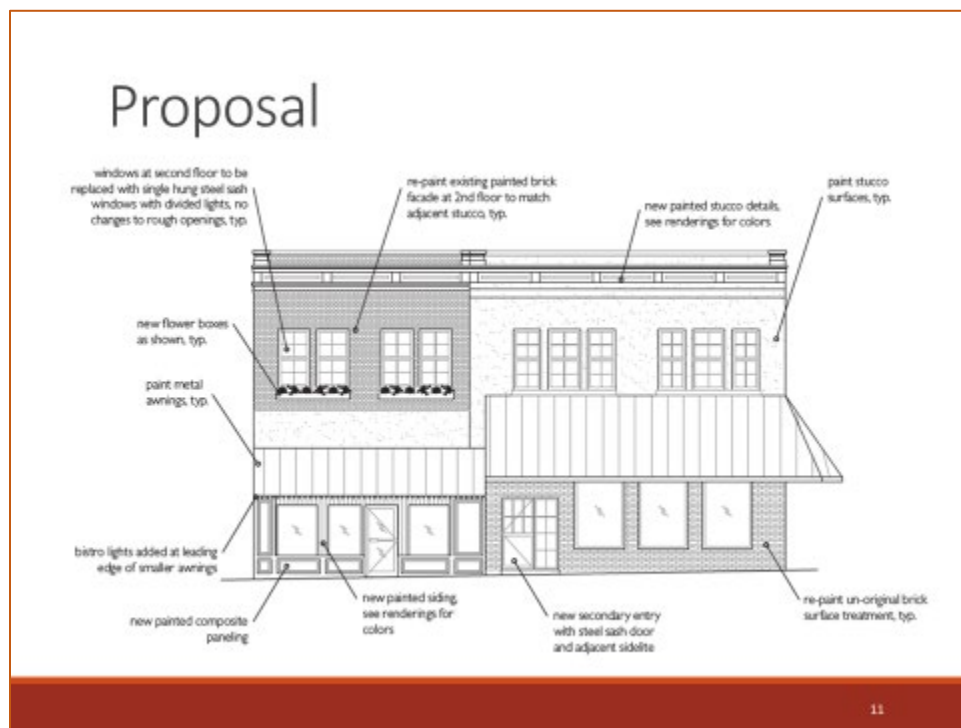 Proposal
windows at second floor to be
replaced with single hung steel sash
windows with divided lights, no
changes to rough openings, typ.
re-paint existing painted brick
facade at 2nd floor to match
adjacent stucco, typ.
new painted stucco details,
see renderings for colors
paint stucco
surfaces, typ.
new flower boxes
as shown, typ.
paint metal
awnings, typ.
bistro lights added at leading
edge of smaller awnings
new painted composite
paneling
new painted siding,
see renderings for
colors
new secondary entry
with steel sash door
and adjacent sidelite
re-paint un-original brick
surface treatment, typ.
11